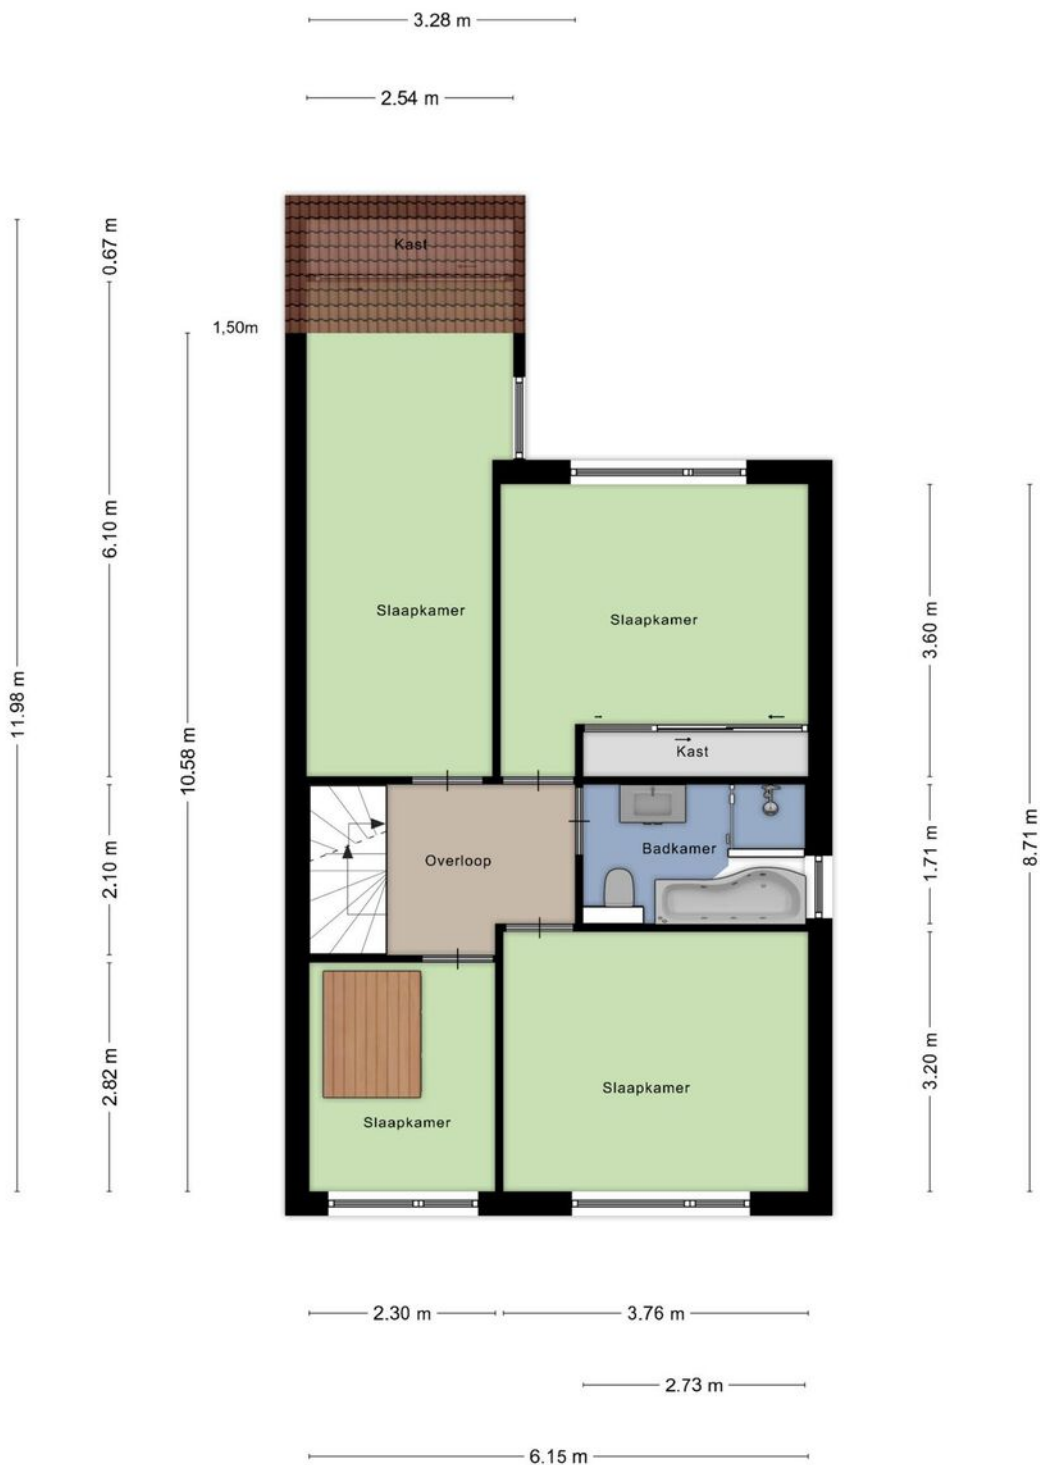 3.28 m
2.54 m
Kast
0.67 m
1,50m
6.10 m
Slaapkamer
Slaapkamer
3.60 m
11.98 m
10.58 m
Kast
8.71 m
Overloop
Badkamer
1.71 m
2.10 m
3.20 m
2.82 m
Slaapkamer
Slaapkamer
2.30 m
3.76 m
2.73 m
6.15 m